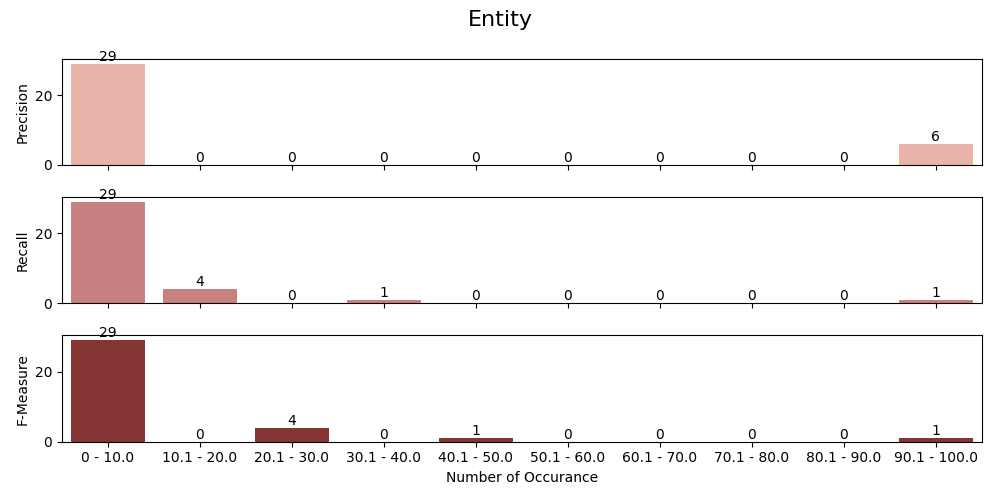 Entity
29 0 0 0 0 0 0 0 0 6
20
0
Precision
29 4 0 1 0 0 0 0 0 1
20
0
Recall
29 0 4 0 1 0 0 0 0 1
20
0
F-Measure
0 - 10.0 10.1 - 20.0 20.1 - 30.0 30.1 - 40.0 40.1 - 50.0 50.1 - 60.0 60.1 - 70.0 70.1 - 80.0 80.1 - 90.0 90.1 - 100.0
Number of Occurance